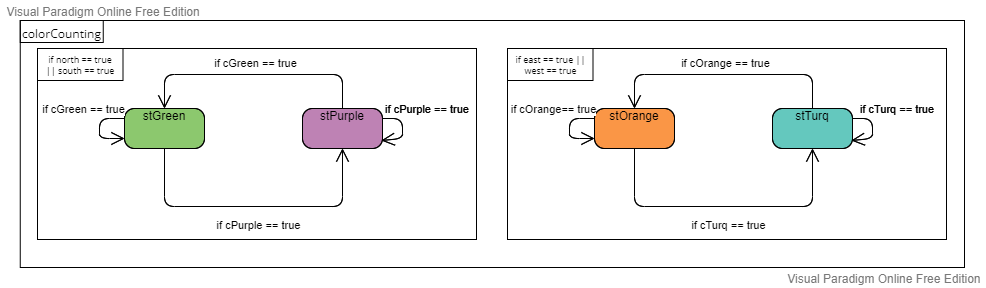 Visual Paradigm Online Free Edition
colorCounting
if north == true
|| south == true
if cGreen == true
if cGreen == true
stGreen
stPurple
if cPurple == true
if cPurple == true
if east == true ||
west == true
if cOrange == true
if cOrange== true
stOrange
stTurq
if cTurq == true
if cTurq == true
Visual Paradigm Online Free Edition